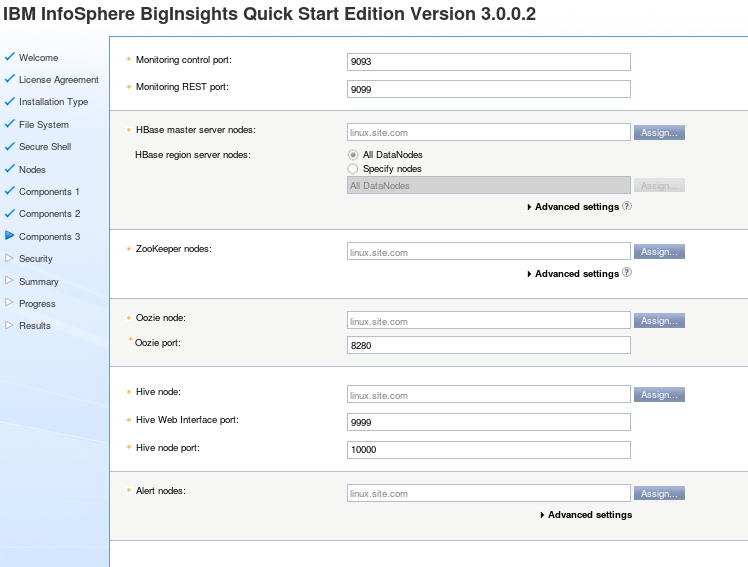 IBM InfoSphere BigInsights Quick Start Edition Version 3.0.0.2
Welcome
License Agreement
Installation Type
File System
Secure Shell
Nodes
Components 1
Components 2
Components 3
Security
Summary
Progress
Results
* Monitoring control port: 9093
* Monitoring REST port: 9099
* HBase master server nodes: linux.site.com Assign...
HBase region server nodes: All DataNodes
Specify nodes
All DataNodes Assign...
Advanced settings ?
* ZooKeeper nodes: linux.site.com Assign...
Advanced settings ?
* Oozie node: linux.site.com Assign...
* Oozie port: 8280
* Hive node: linux.site.com Assign...
* Hive Web Interface port: 9999
* Hive node port: 10000
* Alert nodes: linux.site.com Assign...
Advanced settings